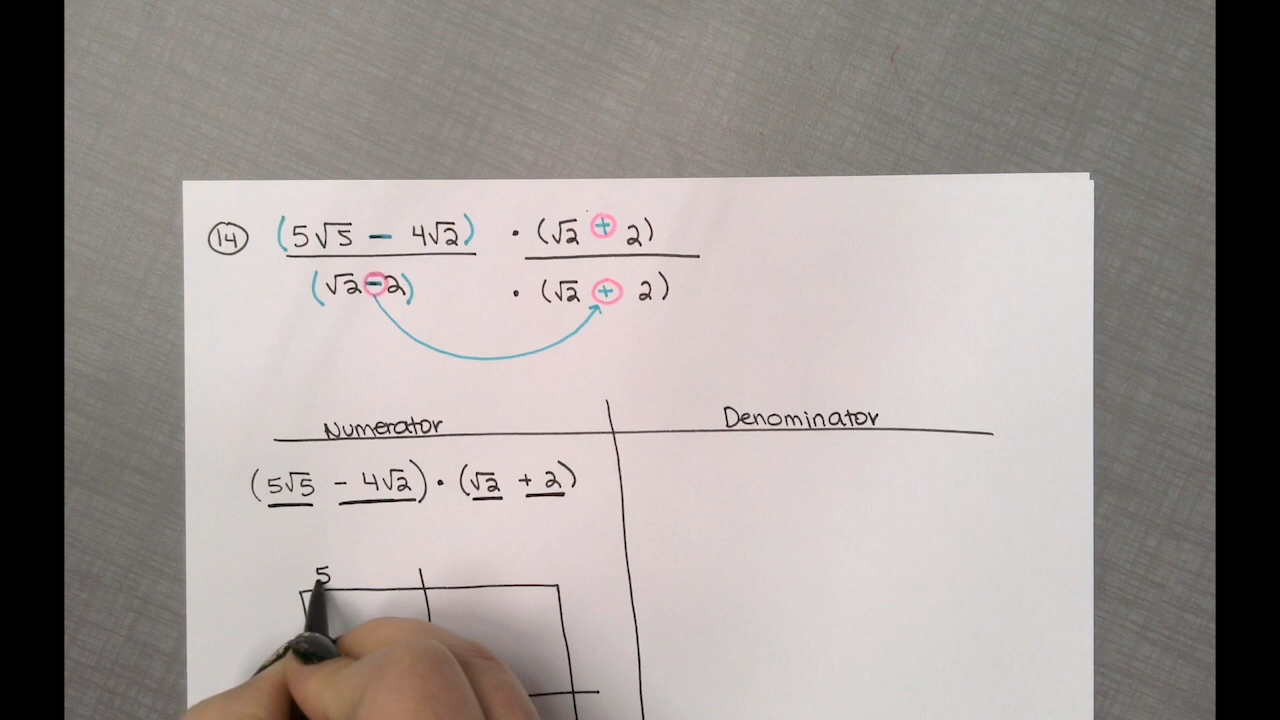 14 (5√5 − 4√2) · (√2 + 2)
(√2 − 2) · (√2 + 2)
Numerator Denominator
(5√5 − 4√2) · (√2 + 2)
5